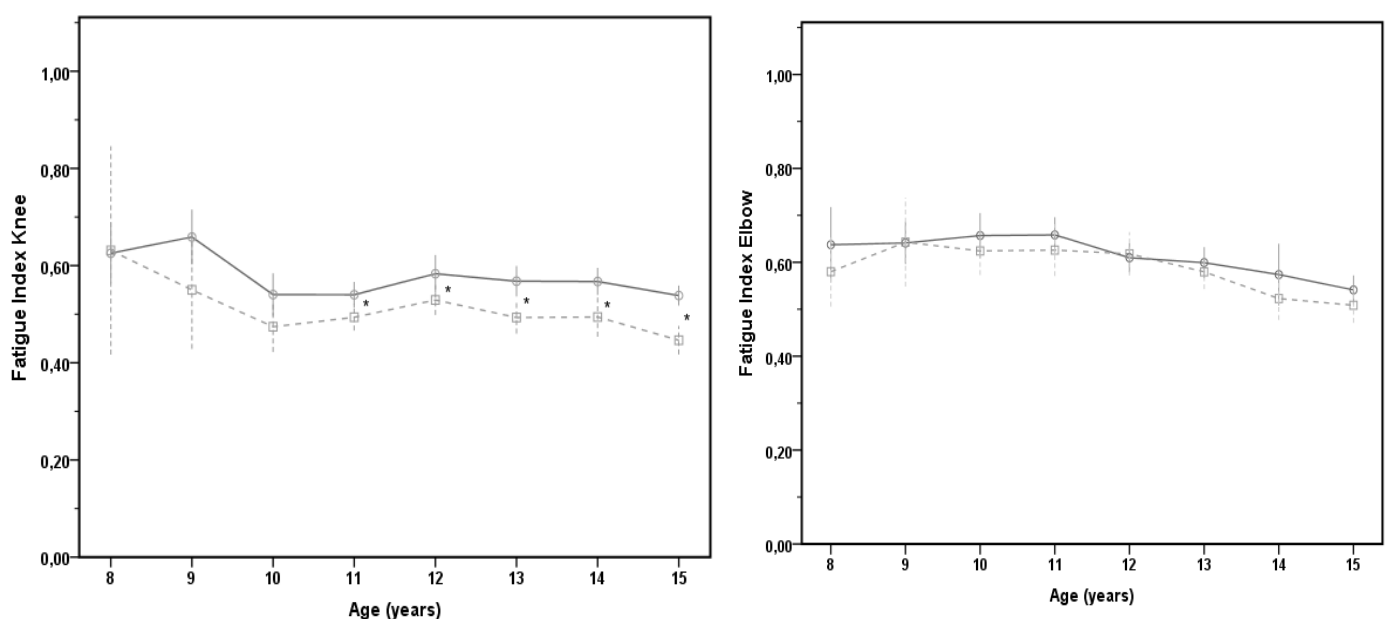 Fatigue Index Knee
1,00
0,80
0,60
0,40
0,20
0,00
*
*
*
*
*
8 9 10 11 12 13 14 15
Age (years)
Fatigue Index Elbow
1,00
0,80
0,60
0,40
0,20
0,00
8 9 10 11 12 13 14 15
Age (years)